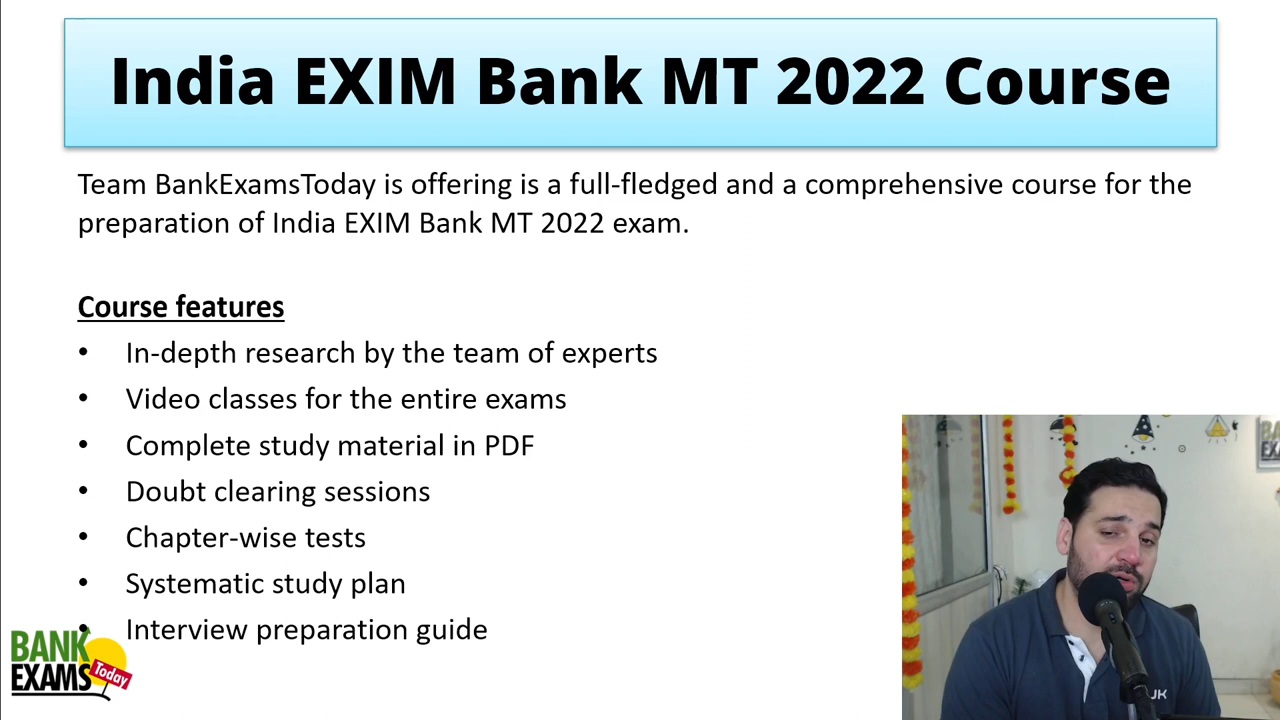 India EXIM Bank MT 2022 Course
Team BankExamsToday is offering is a full-fledged and a comprehensive course for the
preparation of India EXIM Bank MT 2022 exam.
Course features
• In-depth research by the team of experts
• Video classes for the entire exams
• Complete study material in PDF
• Doubt clearing sessions
• Chapter-wise tests
• Systematic study plan
• Interview preparation guide
BANK
EXAMS
Today